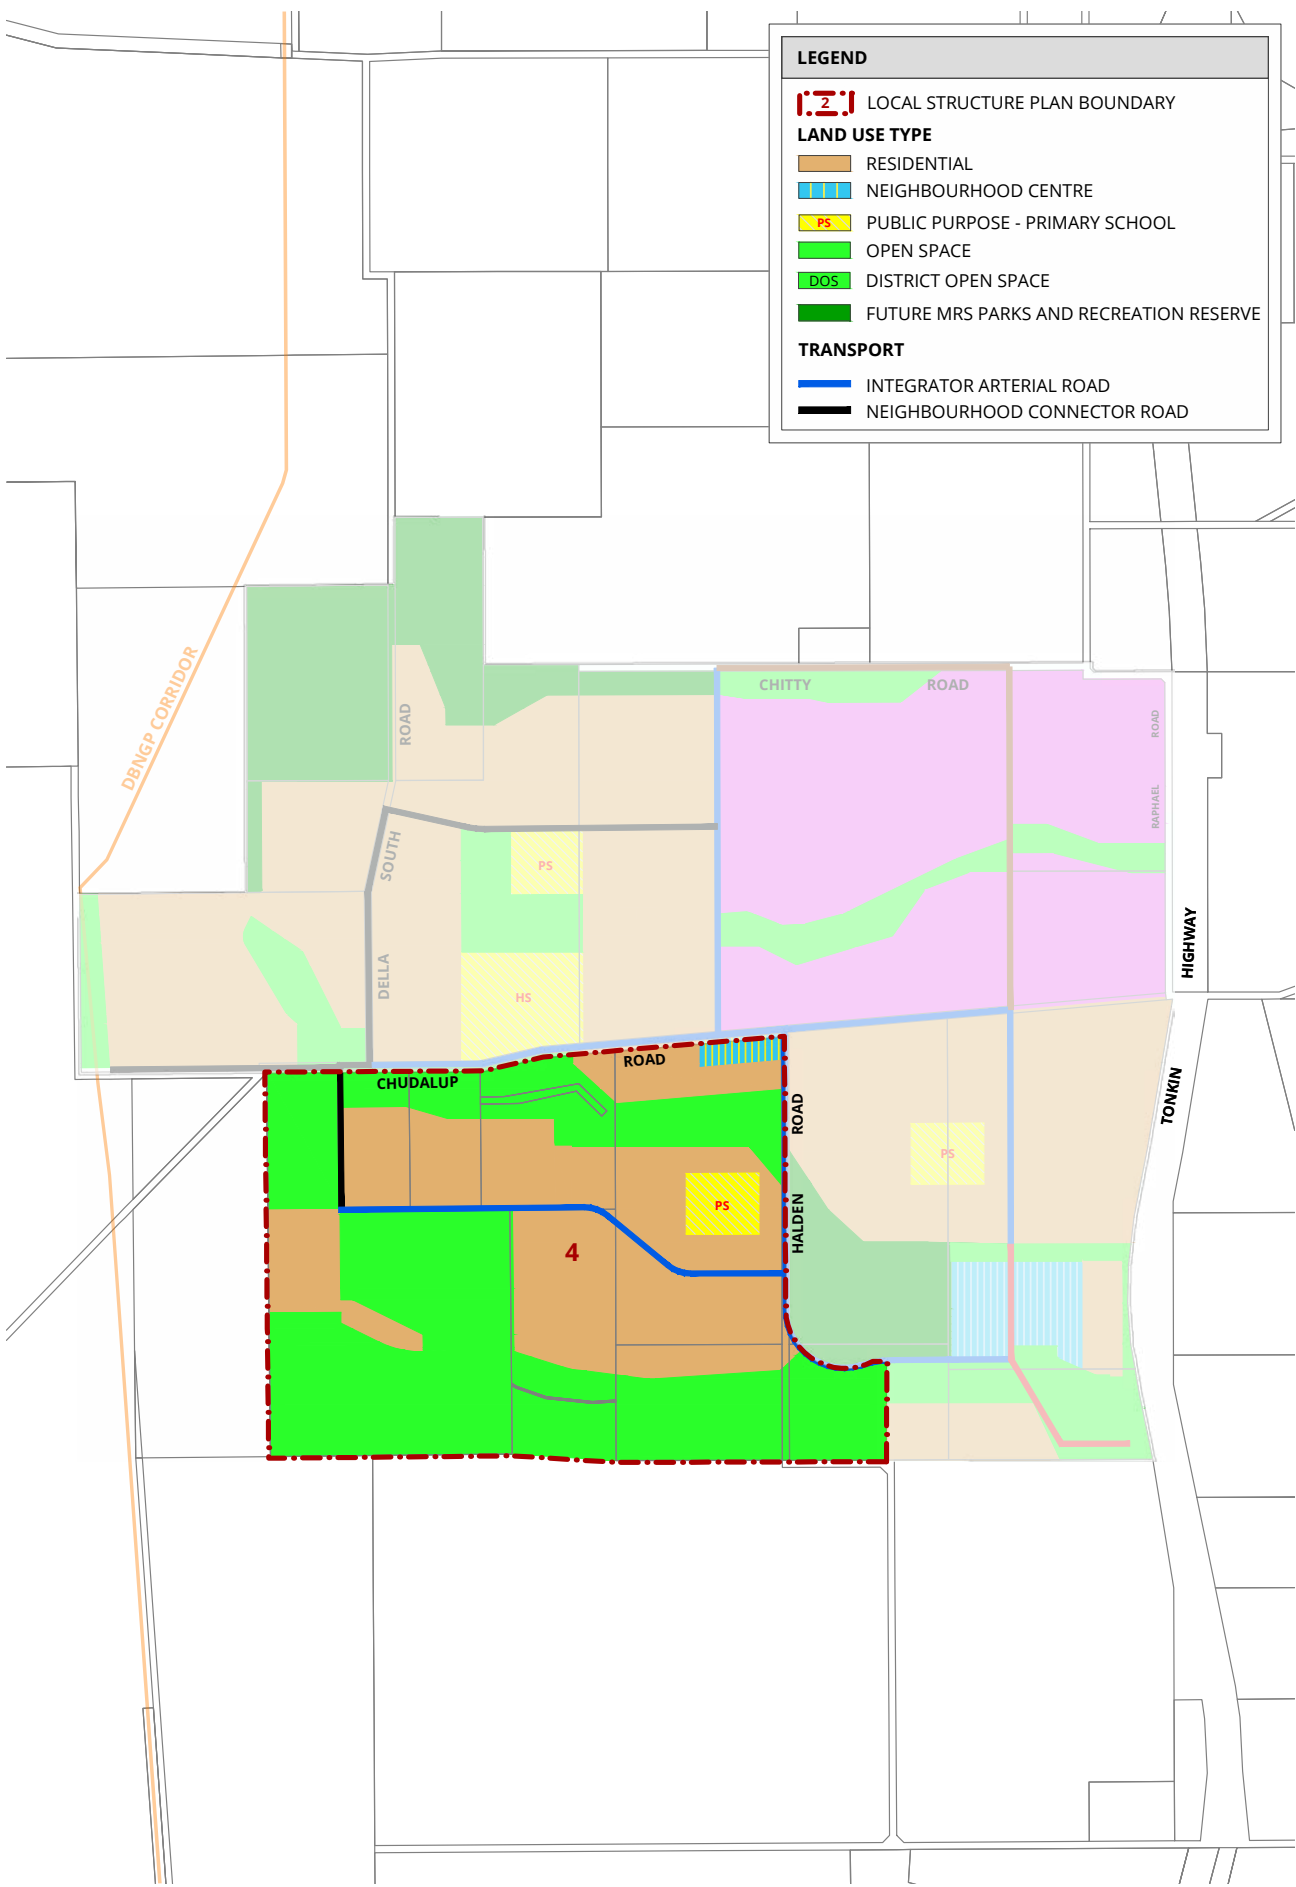 LEGEND
2
LOCAL STRUCTURE PLAN BOUNDARY
LAND USE TYPE
RESIDENTIAL
NEIGHBOURHOOD CENTRE
PS
PUBLIC PURPOSE - PRIMARY SCHOOL
OPEN SPACE
DOS
DISTRICT OPEN SPACE
FUTURE MRS PARKS AND RECREATION RESERVE
TRANSPORT
INTEGRATOR ARTERIAL ROAD
NEIGHBOURHOOD CONNECTOR ROAD
DBNGP CORRIDOR
ROAD
CHITTY
ROAD
ROAD
RAPHAEL
SOUTH
PS
DELLA
HS
HIGHWAY
ROAD
CHUDALUP
ROAD
TONKIN
PS
PS
HALDEN
4